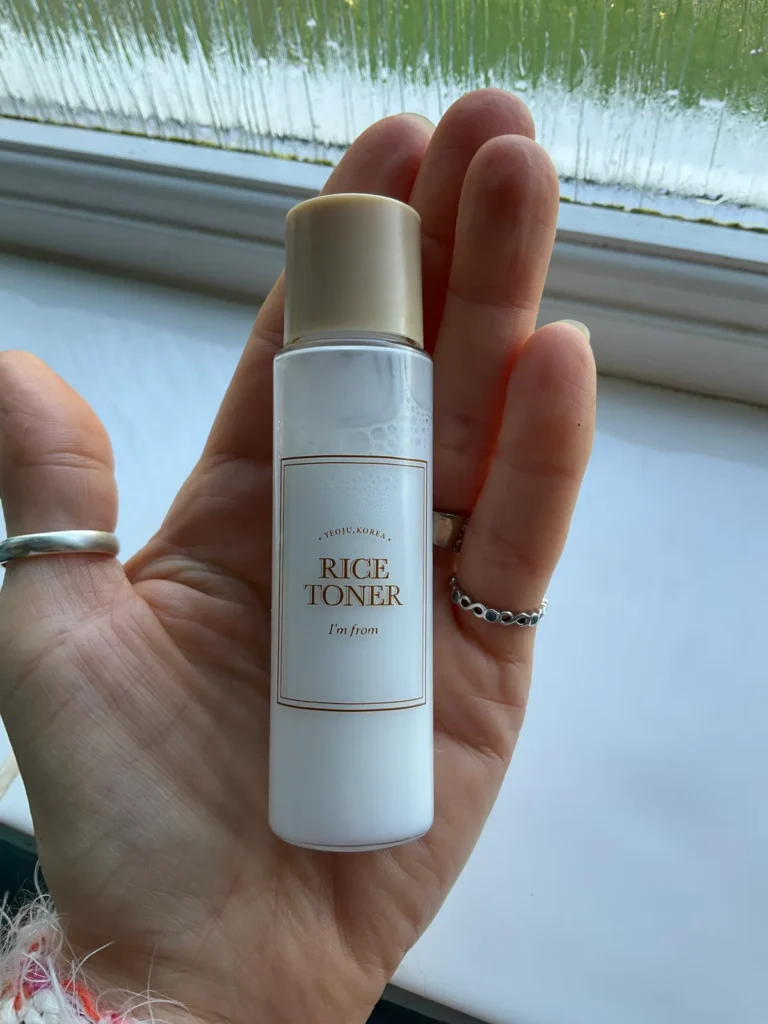 • YEOJU, KOREA •
RICE
TONER
I'm from